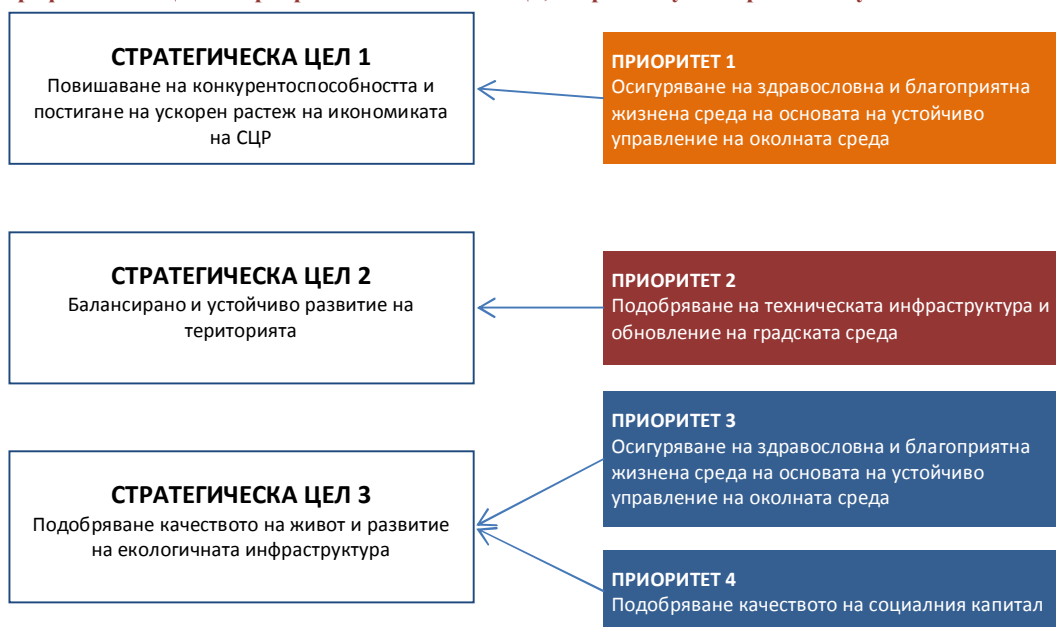 СТРАТЕГИЧЕСКА ЦЕЛ 1
Повишаване на конкурентоспособността и
постигане на ускорен растеж на икономиката
на СЦР
ПРИОРИТЕТ 1
Осигуряване на здравословна и благоприятна
жизнена среда на основата на устойчиво
управление на околната среда
СТРАТЕГИЧЕСКА ЦЕЛ 2
Балансирано и устойчиво развитие на
територията
ПРИОРИТЕТ 2
Подобряване на техническата инфраструктура и
обновление на градската среда
СТРАТЕГИЧЕСКА ЦЕЛ 3
Подобряване качеството на живот и развитие
на екологичната инфраструктура
ПРИОРИТЕТ 3
Осигуряване на здравословна и благоприятна
жизнена среда на основата на устойчиво
управление на околната среда
ПРИОРИТЕТ 4
Подобряване качеството на социалния капитал